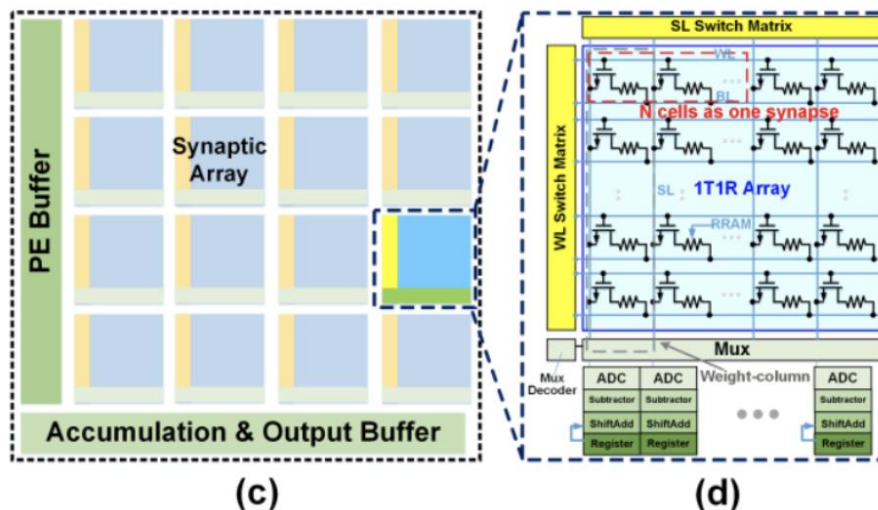 PE Buffer
Synaptic
Array
Accumulation & Output Buffer
(c)
SL Switch Matrix
WL Switch Matrix
WL
BL
N cells as one synapse
SL
1T1R Array
RRAM
Mux
Mux
Decoder
Weight-column
ADC ADC ADC
Subtractor Subtractor Subtractor
ShiftAdd ShiftAdd ShiftAdd
Register Register Register
(d)